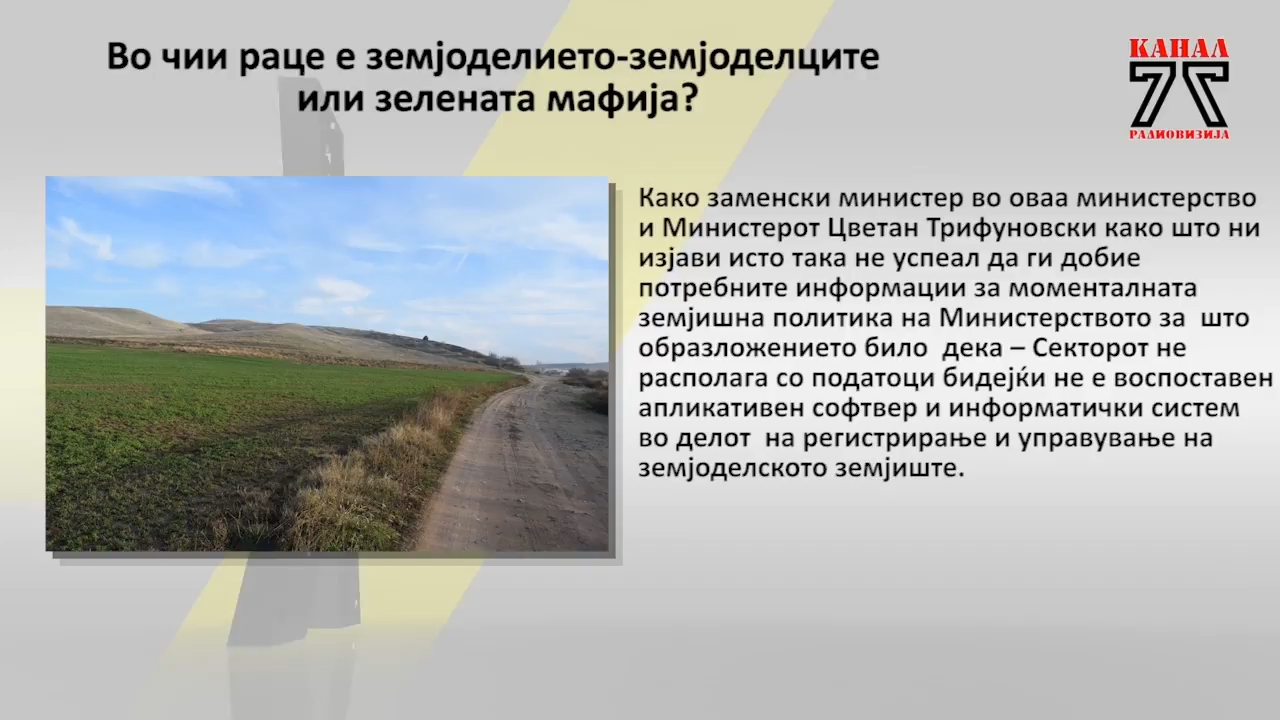 Во чии раце е земјоделието-земјоделците
или зелената мафија?
КАНАЛ
77
РАДИОВИЗИЈА
Како заменски министер во оваа министерство
и Министерот Цветан Трифуновски како што ни
изјави исто така не успеал да ги добие
потребните информации за моменталната
земјишна политика на Министерството за  што
образложението било  дека – Секторот не
располага со податоци бидејќи не е воспоставен
апликативен софтвер и информатички систем
во делот  на регистрирање и управување на
земјоделското земјиште.